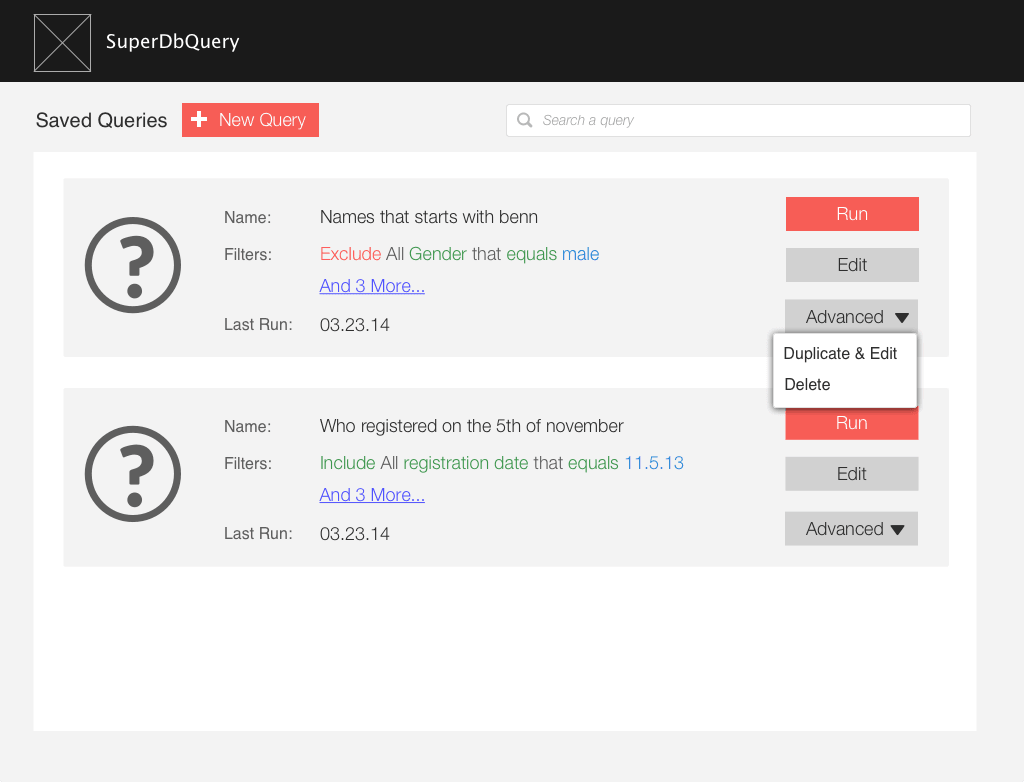 SuperDbQuery
Saved Queries
New Query
Search a query
Name: Names that starts with benn
Filters: Exclude All Gender that equals male
And 3 More...
Last Run: 03.23.14
Run
Edit
Advanced
Duplicate & Edit
Delete
Name: Who registered on the 5th of november
Filters: Include All registration date that equals 11.5.13
And 3 More...
Last Run: 03.23.14
Run
Edit
Advanced